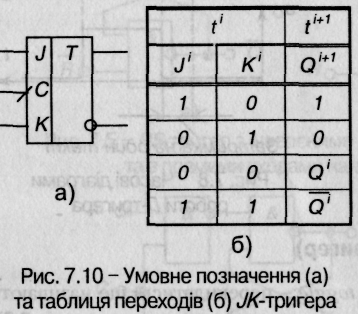 J T
C
K
а)
t^i t^{i+1}
J^i K^i Q^{i+1}
1 0 1
0 1 0
0 0 Q^i
1 1 \overline{Q^i}
б)
Рис. 7.10 – Умовне позначення (а)
та таблиця переходів (б) JK-тригера